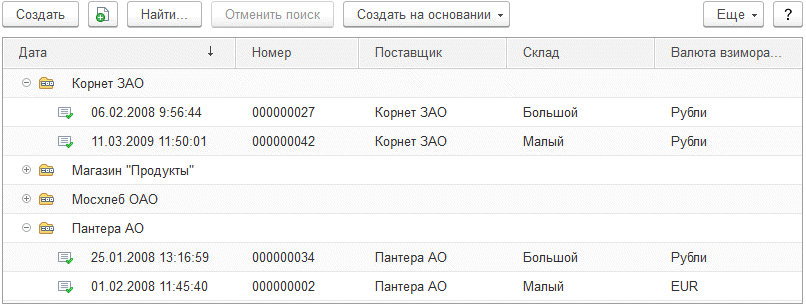 Создать Найти... Отменить поиск Создать на основании Еще ?
Дата ↓ Номер Поставщик Склад Валюта взимора...
Корнет ЗАО
06.02.2008 9:56:44 000000027 Корнет ЗАО Большой Рубли
11.03.2009 11:50:01 000000042 Корнет ЗАО Малый Рубли
Магазин "Продукты"
Мосхлеб ОАО
Пантера АО
25.01.2008 13:16:59 000000034 Пантера АО Большой Рубли
01.02.2008 11:45:40 000000002 Пантера АО Малый EUR